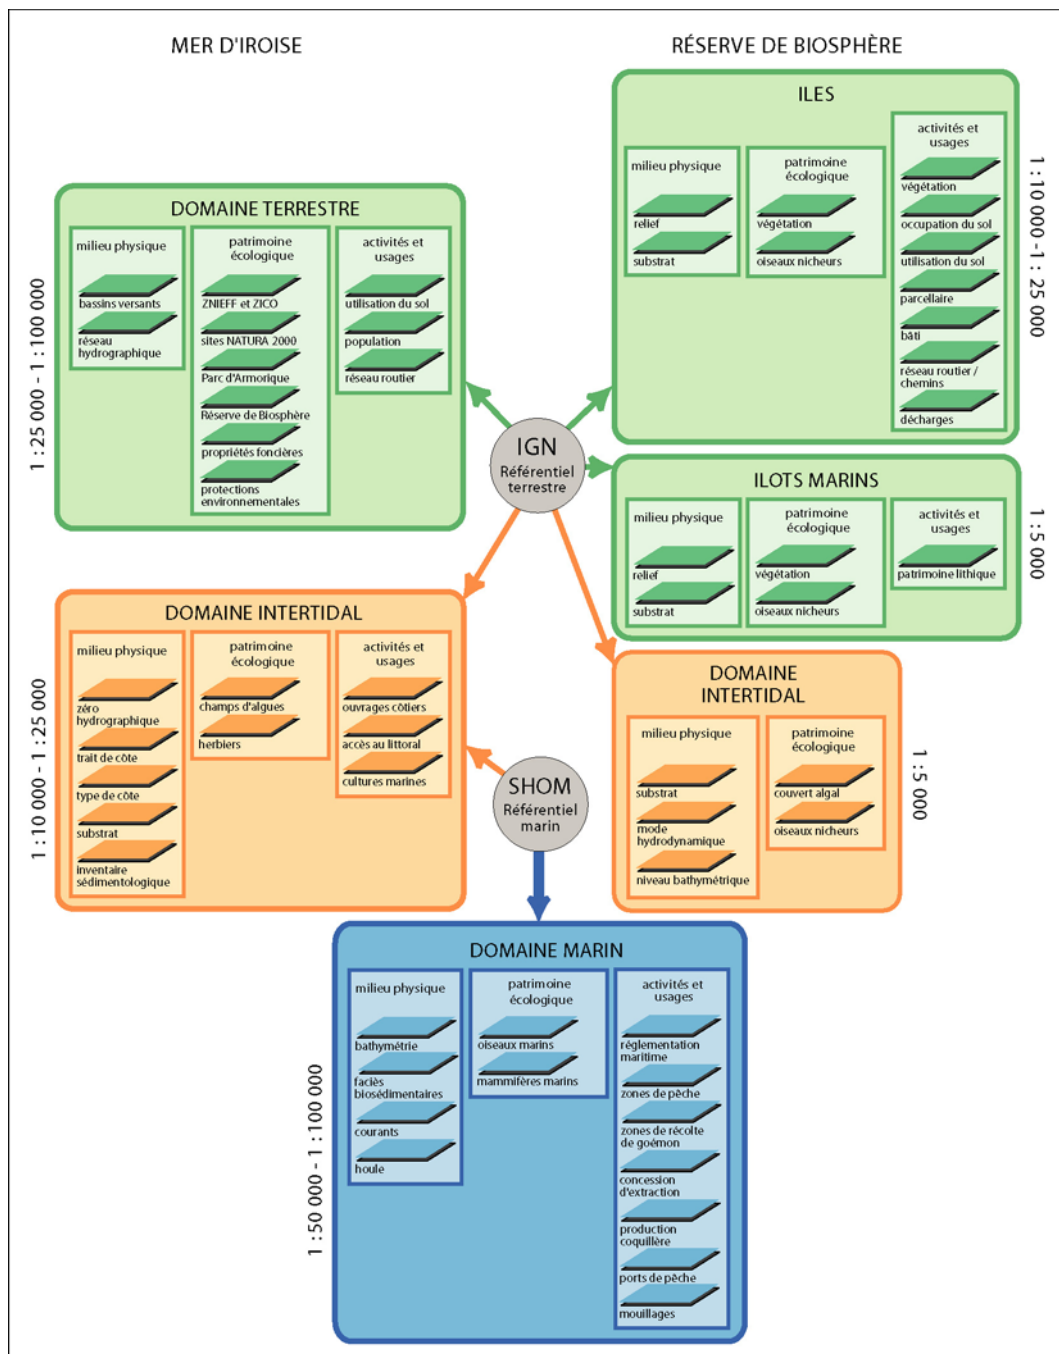 MER D'IROISE
RÉSERVE DE BIOSPHÈRE
DOMAINE TERRESTRE
milieu physique
bassins versants
réseau
hydrographique
patrimoine
écologique
ZNIEFF et ZICO
sites NATURA 2000
Parc d'Armorique
Réserve de Biosphère
propriétés foncières
protections
environnementales
activités et
usages
utilisation du sol
population
réseau routier
1 :25 000 - 1 :100 000
ILES
milieu physique
relief
substrat
patrimoine
écologique
végétation
oiseaux nicheurs
activités et
usages
végétation
occupation du sol
utilisation du sol
parcellaire
bâti
réseau routier /
chemins
décharges
1 :10 000 -1 : 25 000
IGN
Référentiel
terrestre
ILOTS MARINS
milieu physique
relief
substrat
patrimoine
écologique
végétation
oiseaux nicheurs
activités et
usages
patrimoine lithique
1 :5 000
DOMAINE INTERTIDAL
milieu physique
zéro
hydrographique
trait de côte
type de côte
substrat
inventaire
sédimentologique
patrimoine
écologique
champs d'algues
herbiers
activités et
usages
ouvrages côtiers
accès au littoral
cultures marines
1 :10 000 - 1 :25 000
SHOM
Référentiel
marin
DOMAINE
INTERTIDAL
milieu physique
substrat
mode
hydrodynamique
niveau bathymétrique
patrimoine
écologique
couvert algal
oiseaux nicheurs
1 :5 000
DOMAINE MARIN
milieu physique
bathymétrie
faciès
biosédimentaires
courants
houle
patrimoine
écologique
oiseaux marins
mammifères marins
activités et
usages
réglementation
maritime
zones de pêche
zones de récolte
de goémon
concession
d'extraction
production
coquillère
ports de pêche
mouillages
1 :50 000 - 1 :100 000